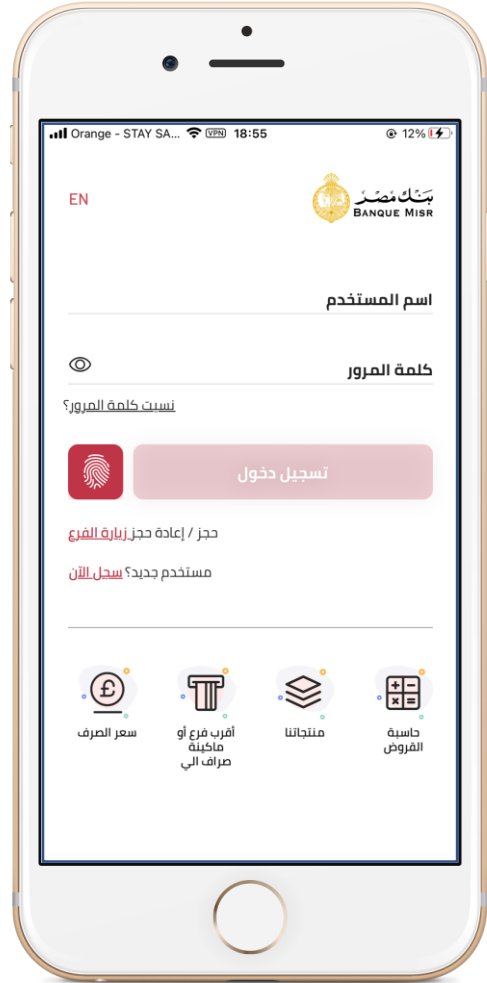 Orange - STAY SA... VPN 18:55 12%
EN
بنك مصر
BANQUE MISR
اسم المستخدم
كلمة المرور
نسيت كلمة المرور؟
تسجيل دخول
حجز / إعادة حجز زيارة الفرع
مستخدم جديد؟ سجل الآن
حاسبة
القروض
منتجاتنا
أقرب فرع أو
ماكينة
صراف الي
سعر الصرف